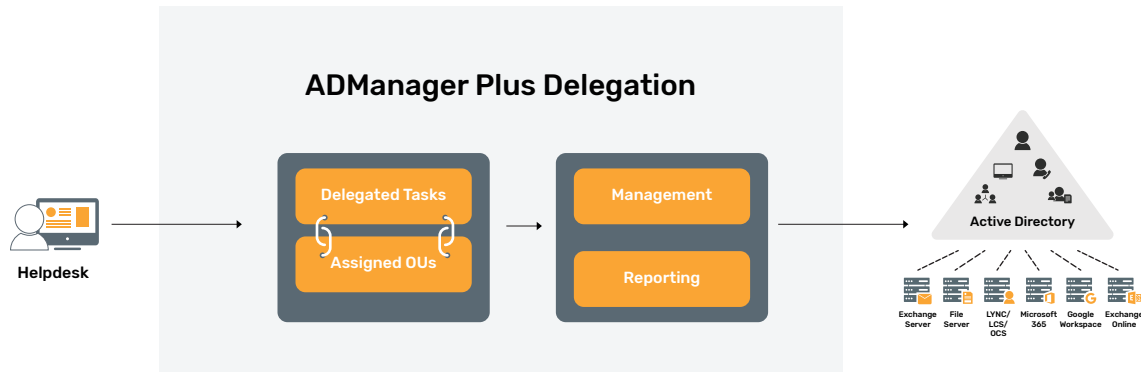 ADManager Plus Delegation
Delegated Tasks
Assigned OUs
Management
Reporting
Helpdesk
Active Directory
Exchange
Server
File
Server
LYNC/
LCS/
OCS
Microsoft
365
Google
Workspace
Exchange
Online